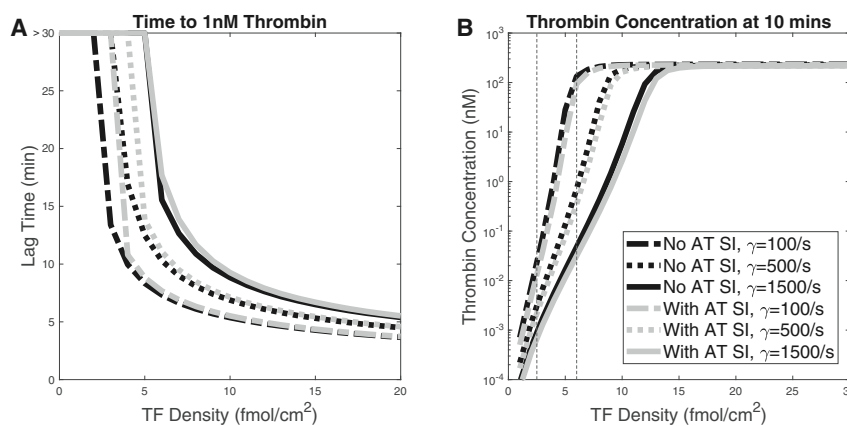 A
Time to 1nM Thrombin
> 30
25
20
15
10
5
0
Lag Time (min)
0
5
10
15
20
TF Density (fmol/cm²)
B
Thrombin Concentration at 10 mins
10³
10²
10¹
10⁰
10⁻¹
10⁻²
10⁻³
10⁻⁴
Thrombin Concentration (nM)
0
5
10
15
20
25
30
TF Density (fmol/cm²)
No AT SI, γ=100/s
No AT SI, γ=500/s
No AT SI, γ=1500/s
With AT SI, γ=100/s
With AT SI, γ=500/s
With AT SI, γ=1500/s